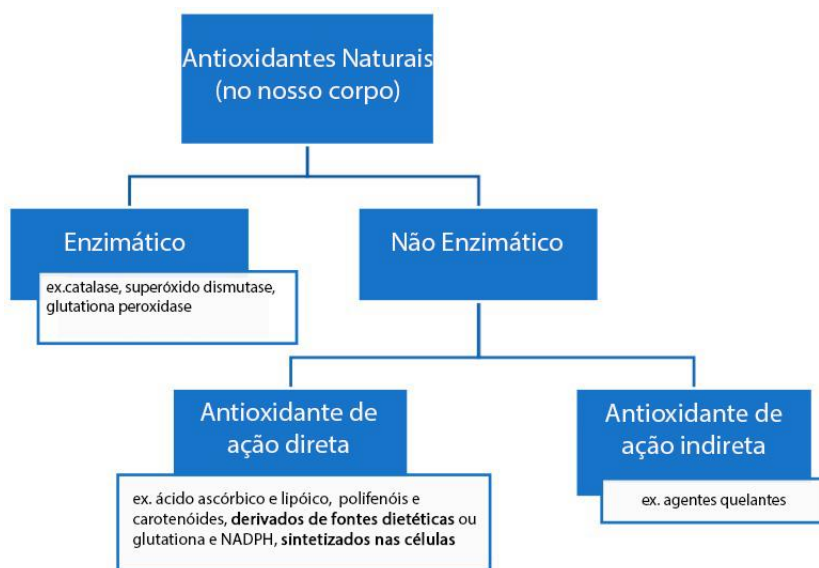 Antioxidantes Naturais
(no nosso corpo)
Enzimático
ex.catalase, superóxido dismutase,
glutationa peroxidase
Não Enzimático
Antioxidante de
ação direta
ex. ácido ascórbico e lipóico, polifenóis e
carotenóides, derivados de fontes dietéticas ou
glutationa e NADPH, sintetizados nas células
Antioxidante de
ação indireta
ex. agentes quelantes